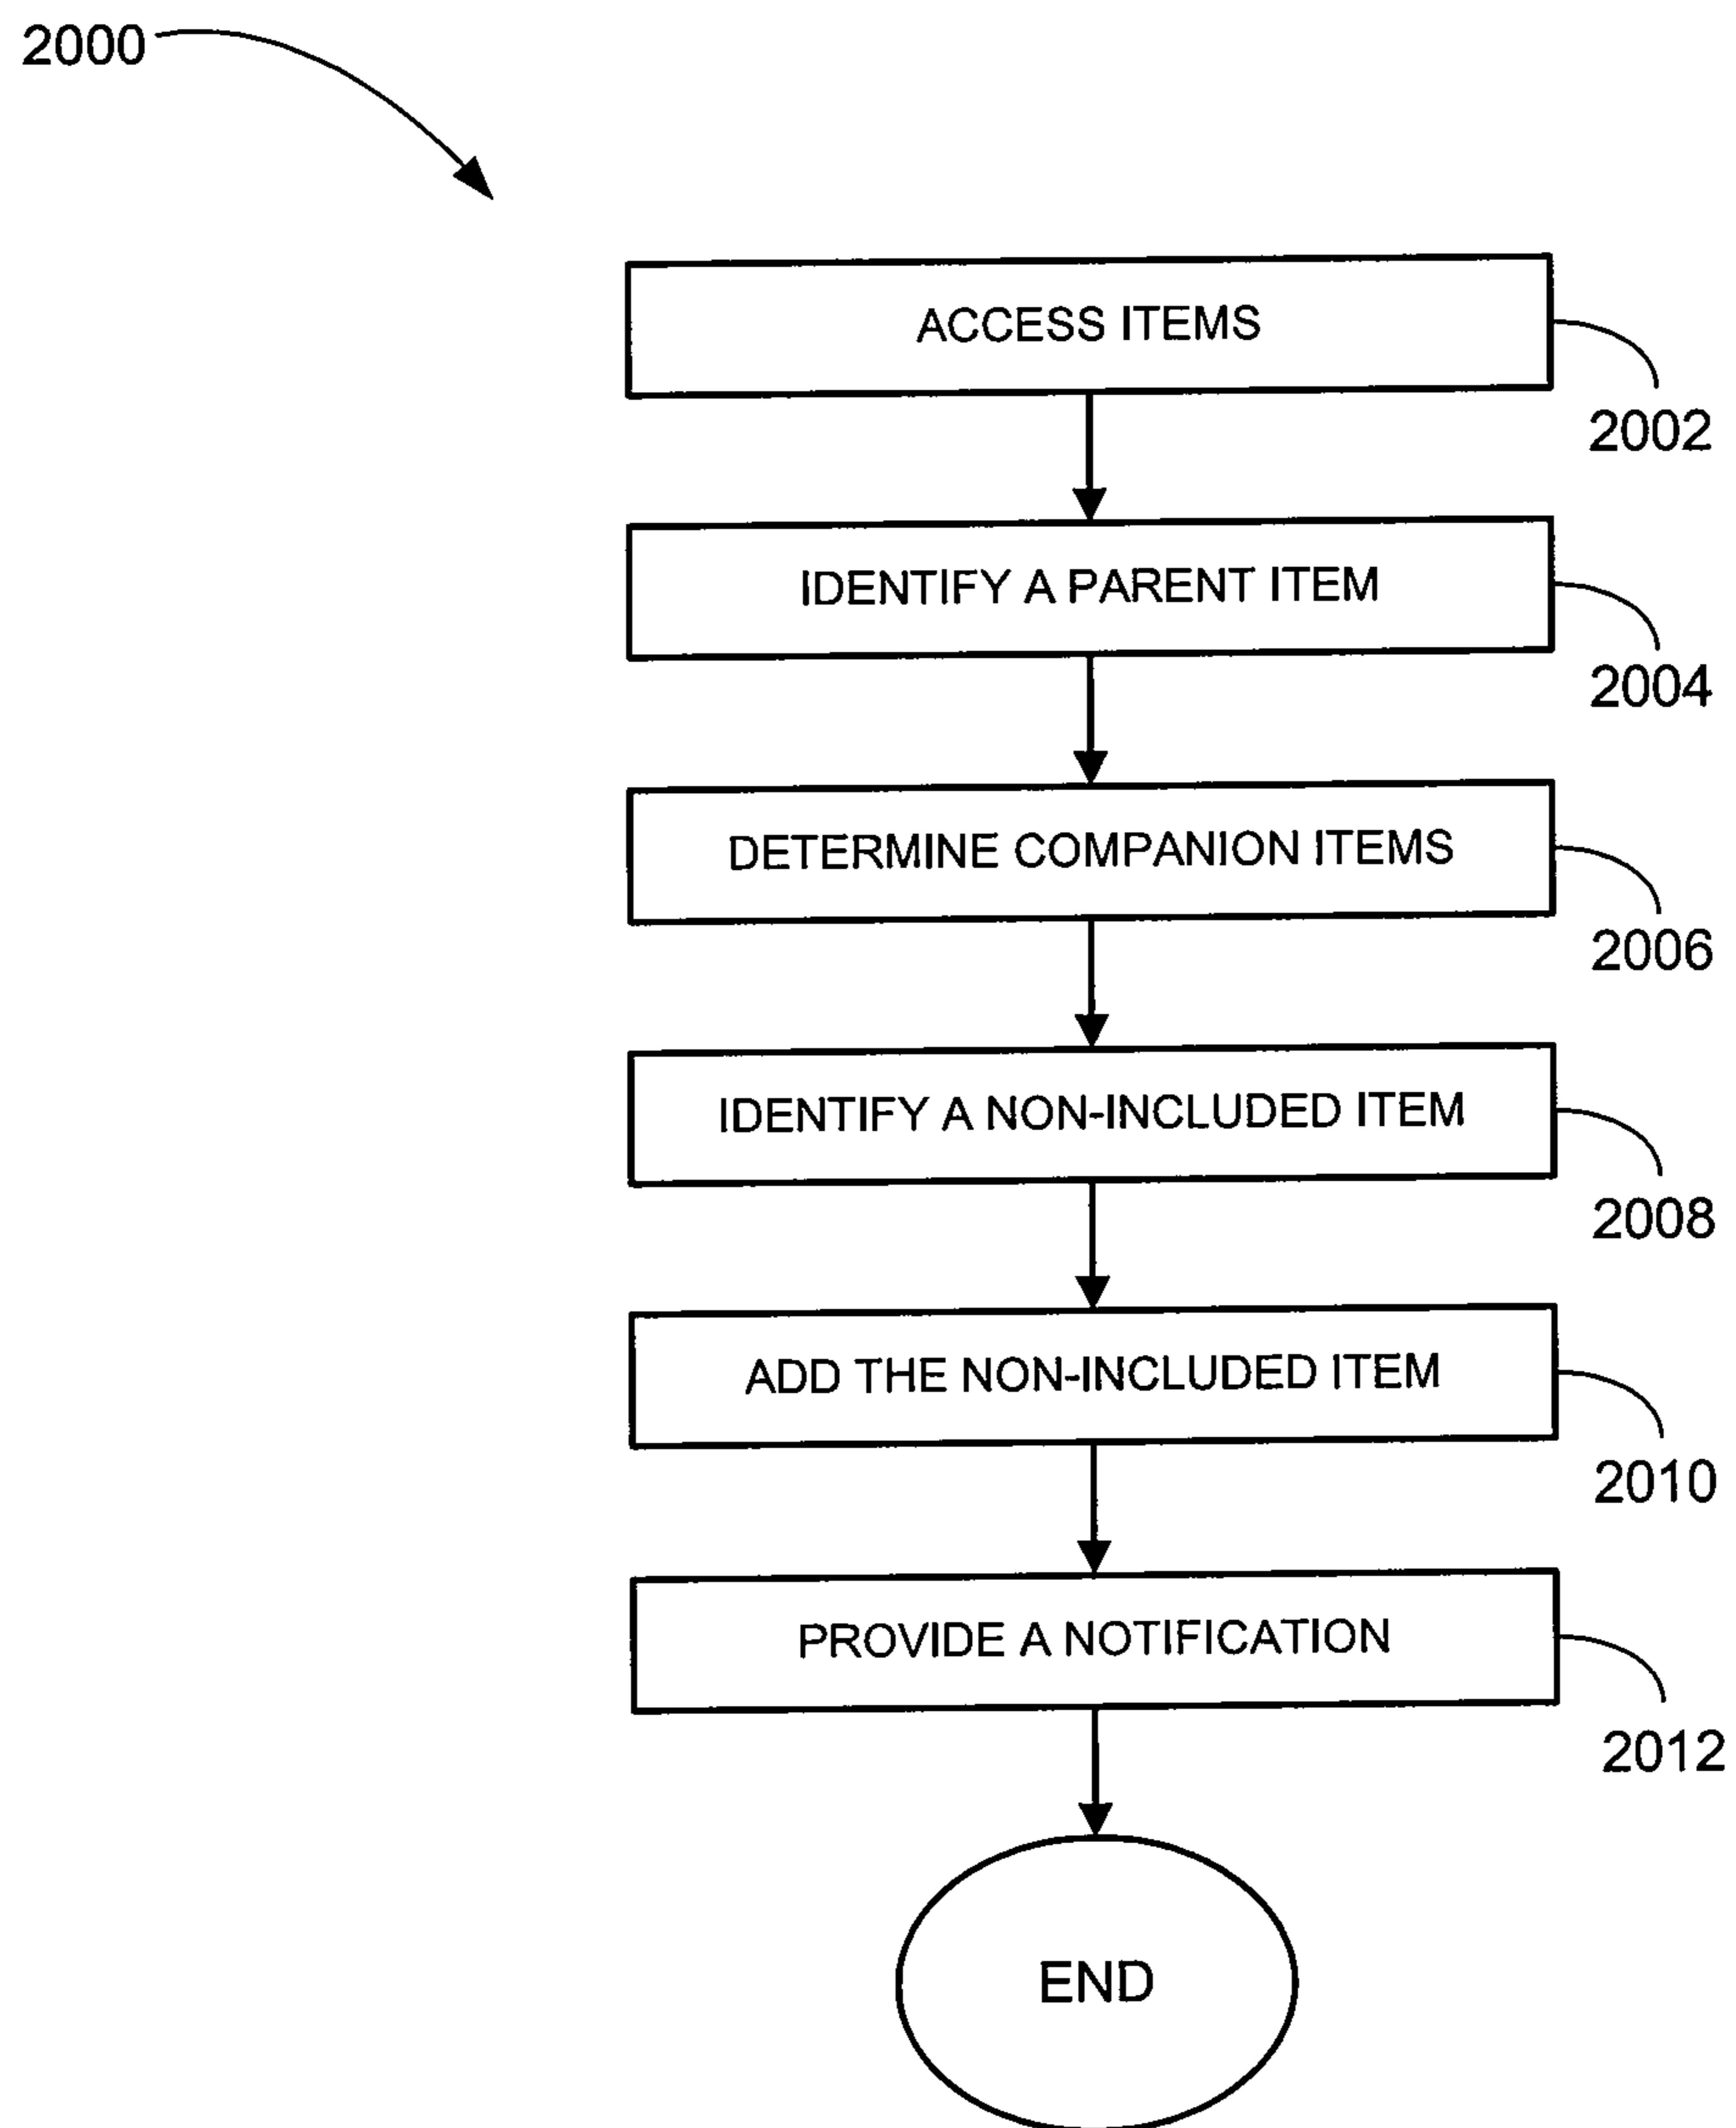 2000
ACCESS ITEMS
2002
IDENTIFY A PARENT ITEM
2004
DETERMINE COMPANION ITEMS
2006
IDENTIFY A NON-INCLUDED ITEM
2008
ADD THE NON-INCLUDED ITEM
2010
PROVIDE A NOTIFICATION
2012
END